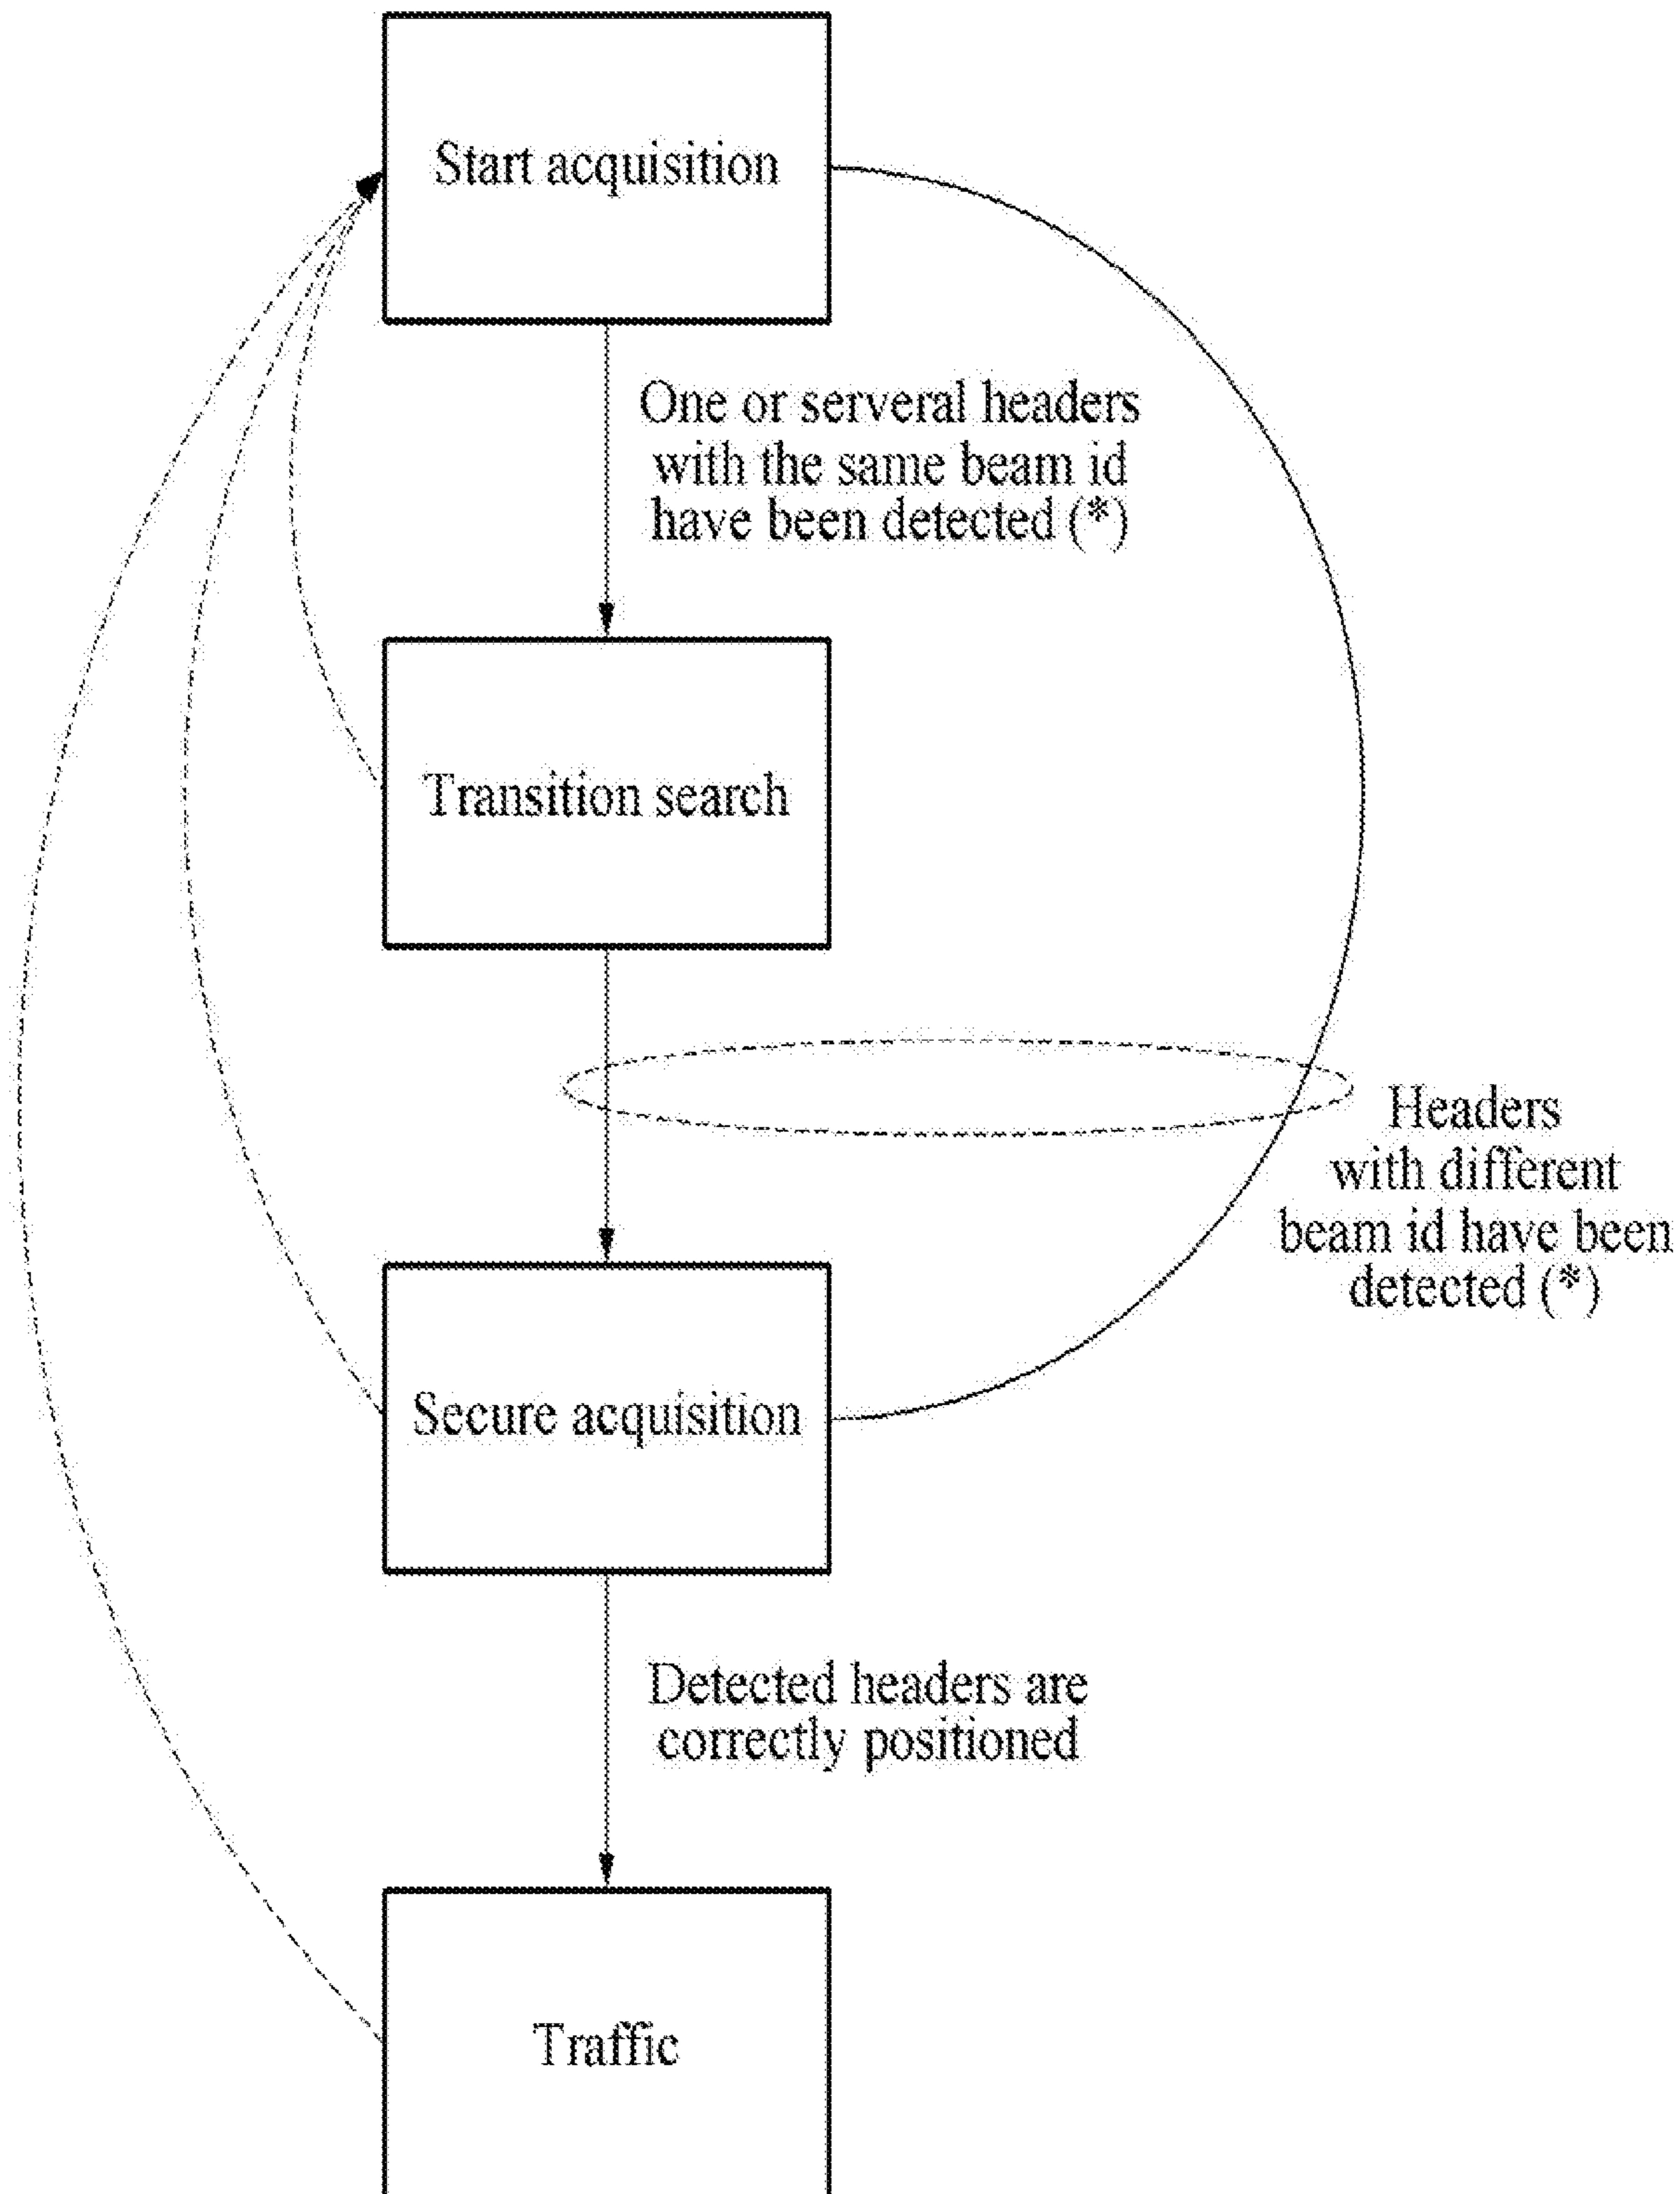 Start acquisition
One or serveral headers
with the same beam id
have been detected (*)
Transition search
Headers
with different
beam id have been
detected (*)
Secure acquisition
Detected headers are
correctly positioned
Traffic